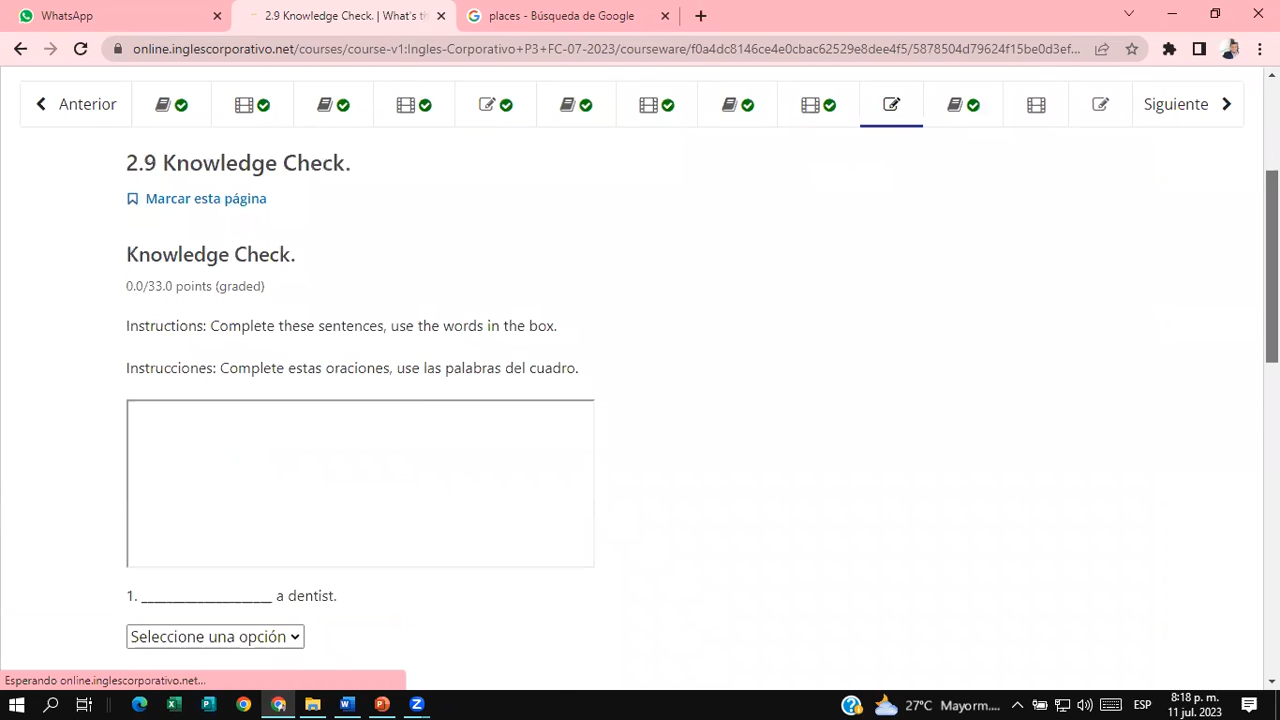 WhatsApp
2.9 Knowledge Check. | What's th
places - Búsqueda de Google
online.inglescorporativo.net/courses/course-v1:Ingles-Corporativo+P3+FC-07-2023/courseware/f0a4dc8146ce4e0cbac62529e8dee4f5/5878504d79624f15be0d3ef...
Anterior
Siguiente
2.9 Knowledge Check.
Marcar esta página
Knowledge Check.
0.0/33.0 points (graded)
Instructions: Complete these sentences, use the words in the box.
Instrucciones: Complete estas oraciones, use las palabras del cuadro.
1. ____________________ a dentist.
Seleccione una opción
Esperando online.inglescorporativo.net...
27°C Mayorm....
ESP
8:18 p. m.
11 jul. 2023